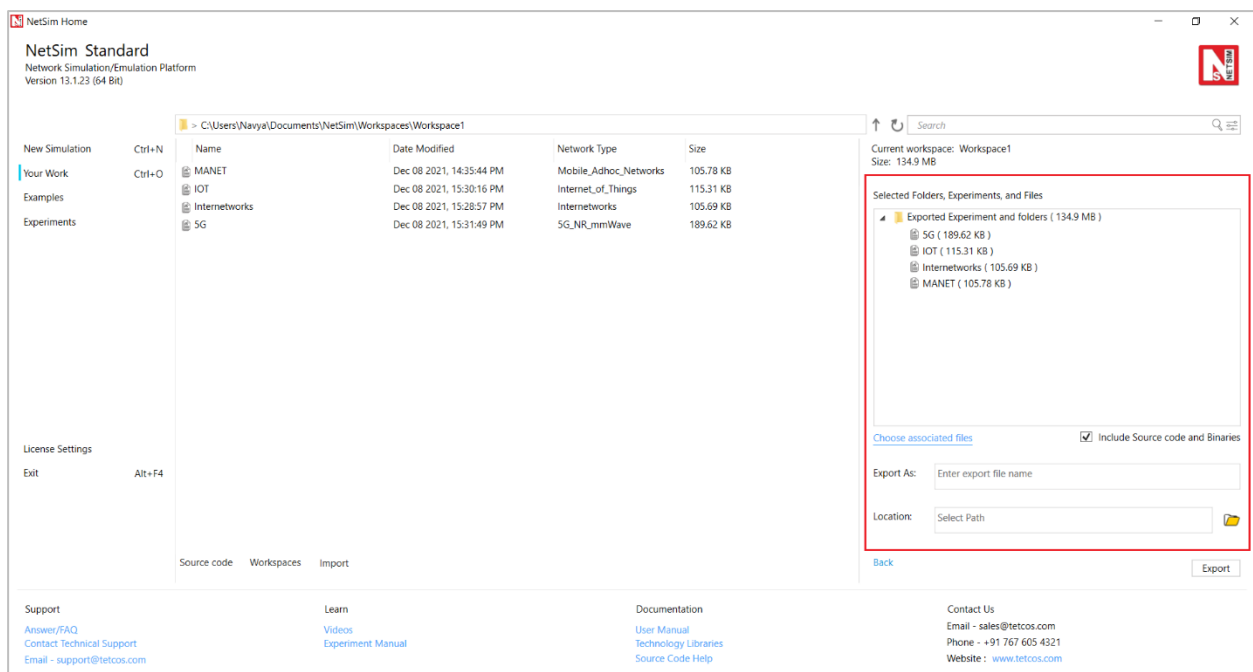 NetSim Home
NetSim Standard
Network Simulation/Emulation Platform
Version 13.1.23 (64 Bit)
NETSIM
> C:\Users\Navya\Documents\NetSim\Workspaces\Workspace1
Search
New Simulation Ctrl+N
Your Work Ctrl+O
Examples
Experiments
License Settings
Exit Alt+F4
Name Date Modified Network Type Size
MANET Dec 08 2021, 14:35:44 PM Mobile_Adhoc_Networks 105.78 KB
IOT Dec 08 2021, 15:30:16 PM Internet_of_Things 115.31 KB
Internetworks Dec 08 2021, 15:28:57 PM Internetworks 105.69 KB
5G Dec 08 2021, 15:31:49 PM 5G_NR_mmWave 189.62 KB
Source code Workspaces Import
Current workspace: Workspace1
Size: 134.9 MB
Selected Folders, Experiments, and Files
Exported Experiment and folders ( 134.9 MB )
5G ( 189.62 KB )
IOT ( 115.31 KB )
Internetworks ( 105.69 KB )
MANET ( 105.78 KB )
Choose associated files Include Source code and Binaries
Export As: Enter export file name
Location: Select Path
Back Export
Support
Answer/FAQ
Contact Technical Support
Email - support@tetcos.com
Learn
Videos
Experiment Manual
Documentation
User Manual
Technology Libraries
Source Code Help
Contact Us
Email - sales@tetcos.com
Phone - +91 767 605 4321
Website : www.tetcos.com